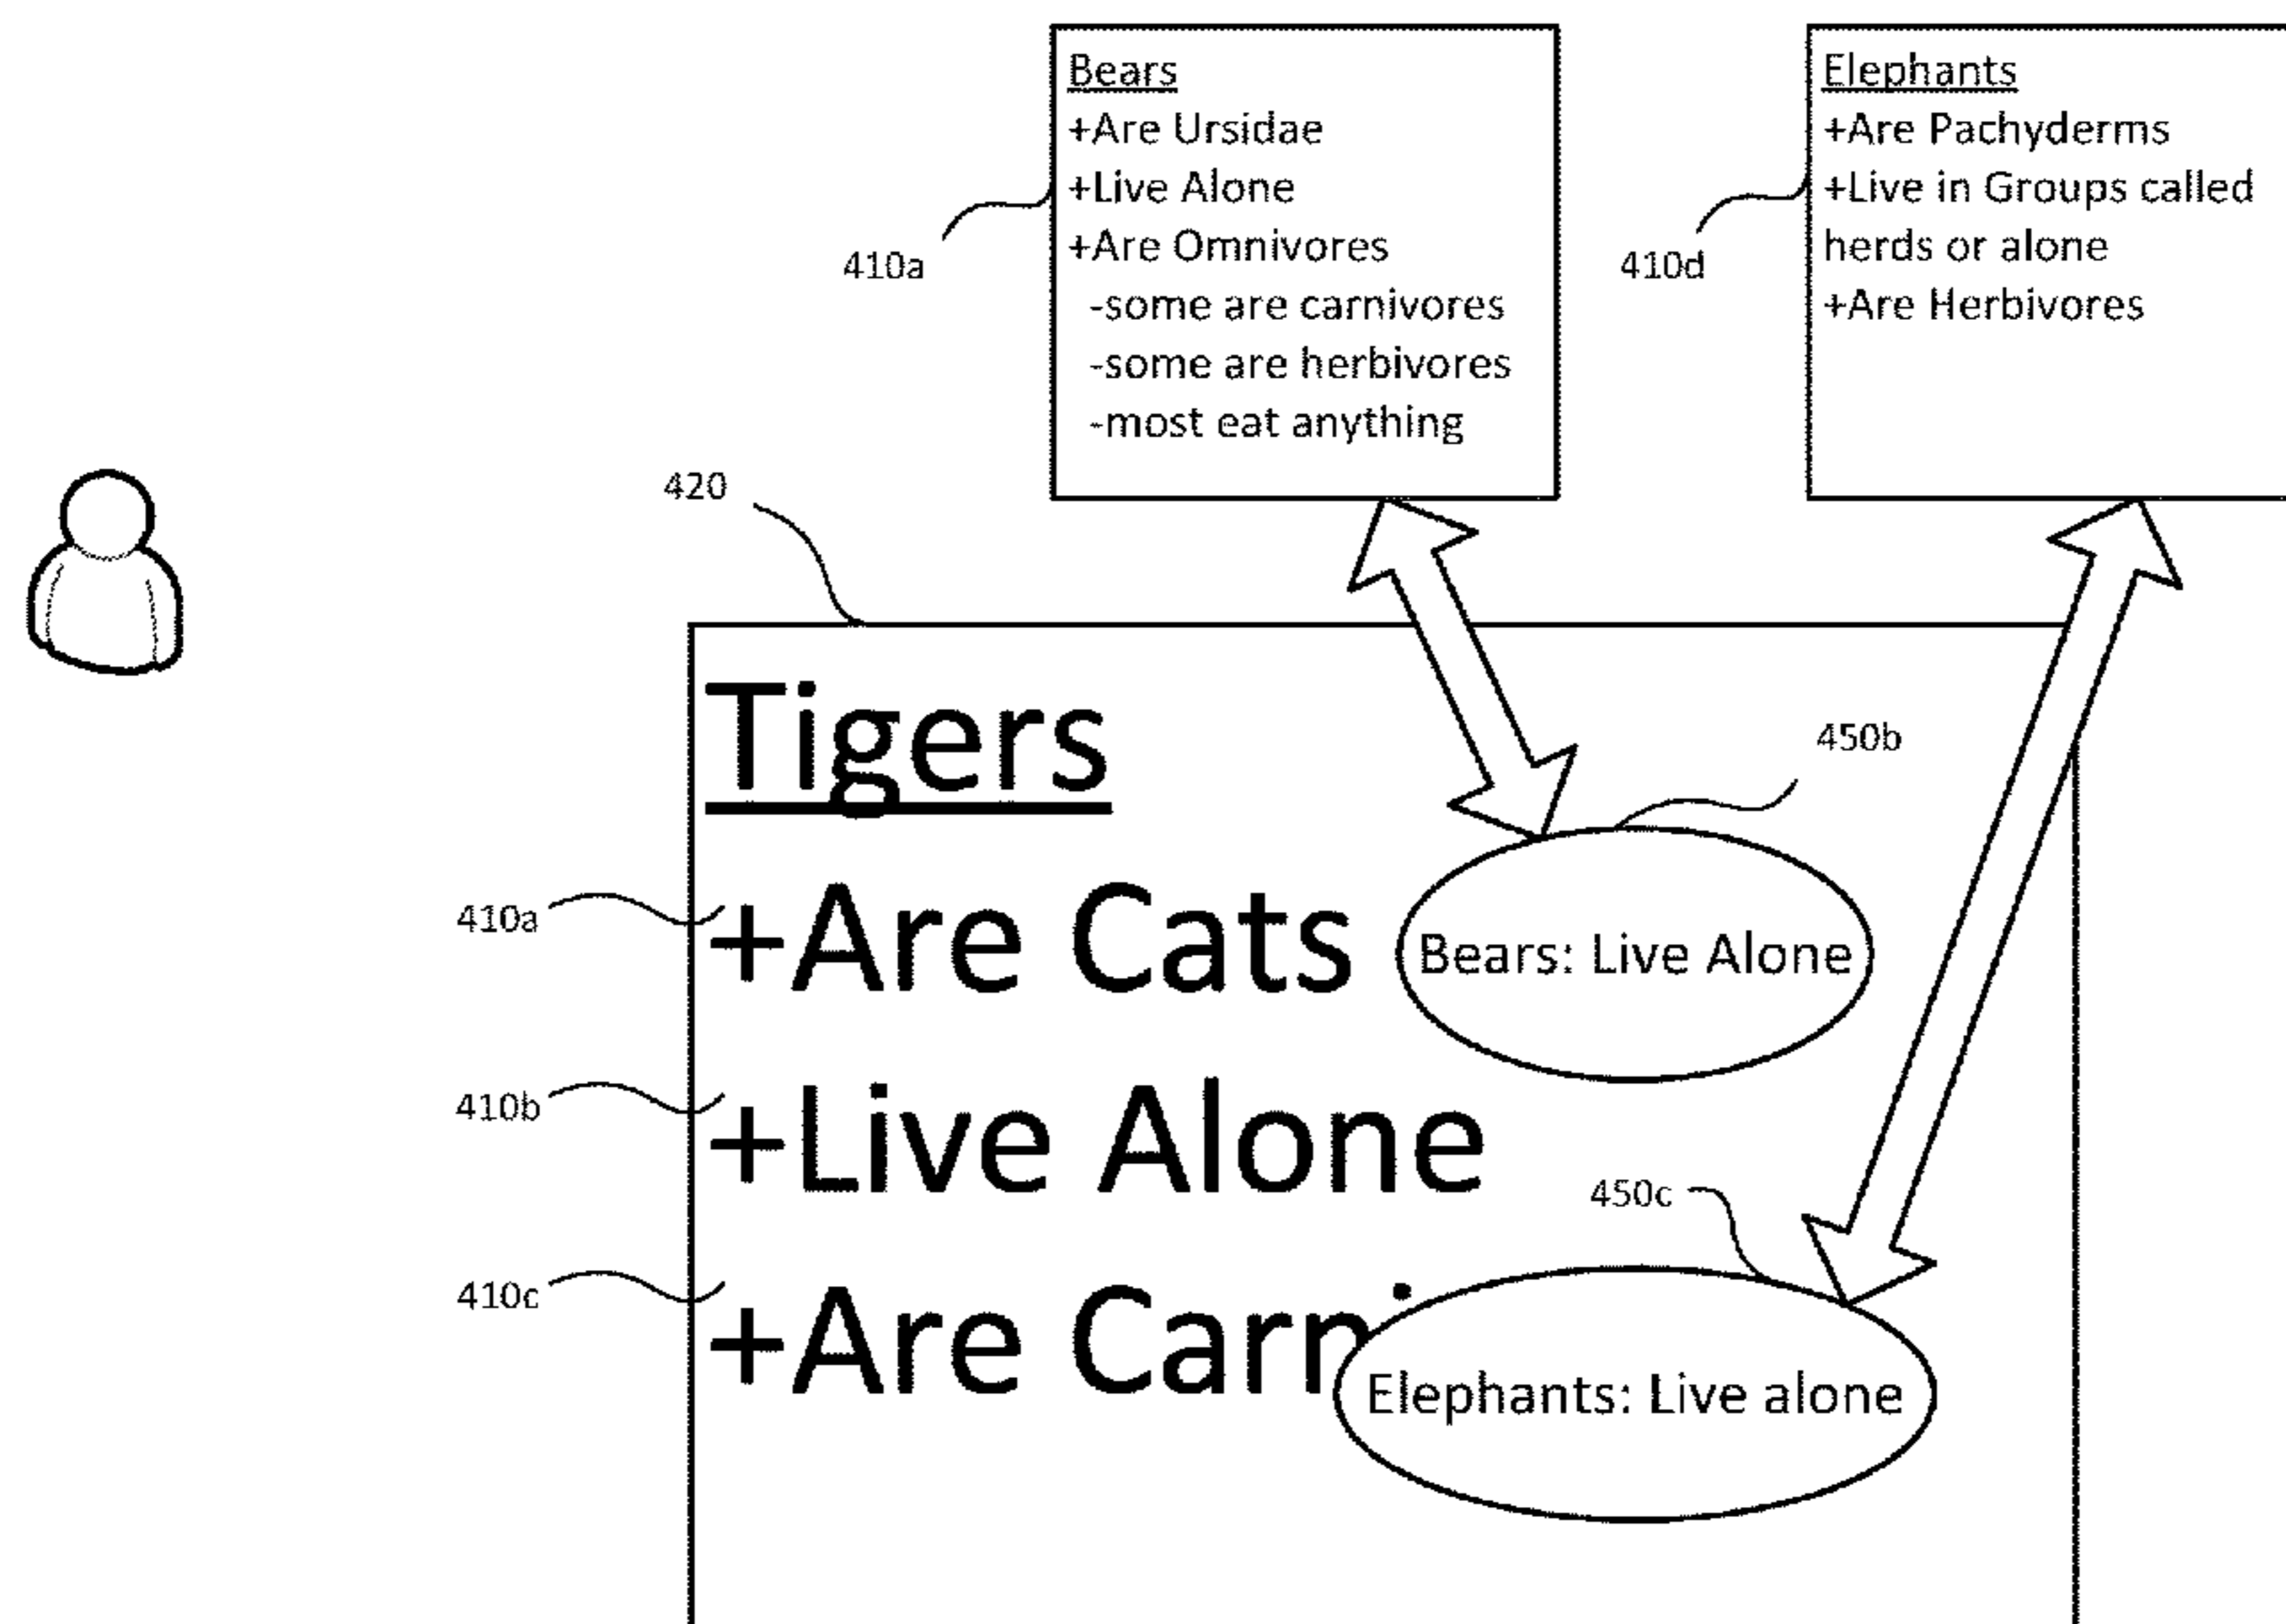 Bears
+Are Ursidae
+Live Alone
+Are Omnivores
-some are carnivores
-some are herbivores
-most eat anything
410a
Elephants
+Are Pachyderms
+Live in Groups called
herds or alone
+Are Herbivores
410d
420
Tigers
450b
410a
+Are Cats
Bears: Live Alone
410b
+Live Alone
450c
410c
+Are Carni
Elephants: Live alone